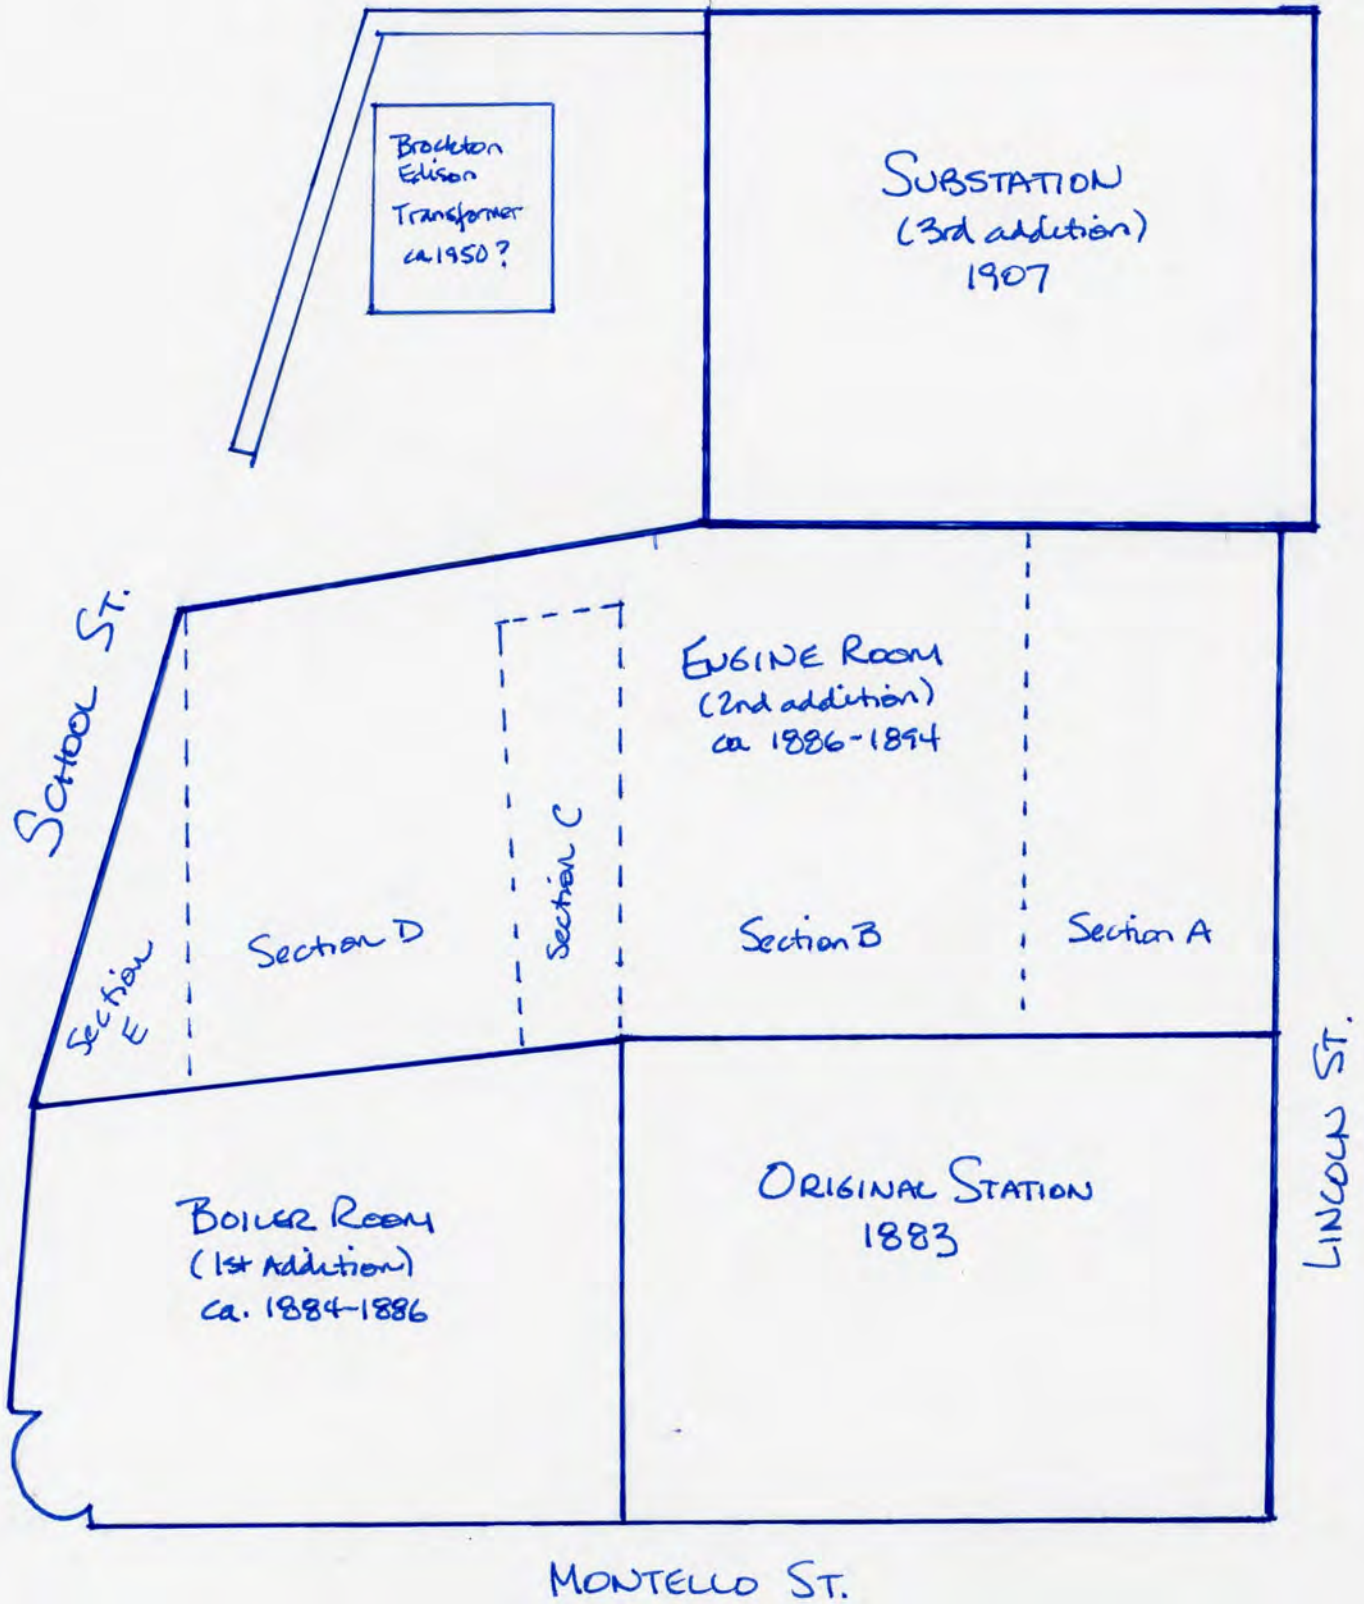 Brockton
Edison
Transformer
ca 1950?
SUBSTATION
(3rd addition)
1907
SCHOOL ST.
ENGINE ROOM
(2nd addition)
ca 1886-1894
Section E
Section D
Section C
Section B
Section A
LINCOLN ST.
BOILER ROOM
(1st Addition)
ca. 1884-1886
ORIGINAL STATION
1883
MONTELLO ST.